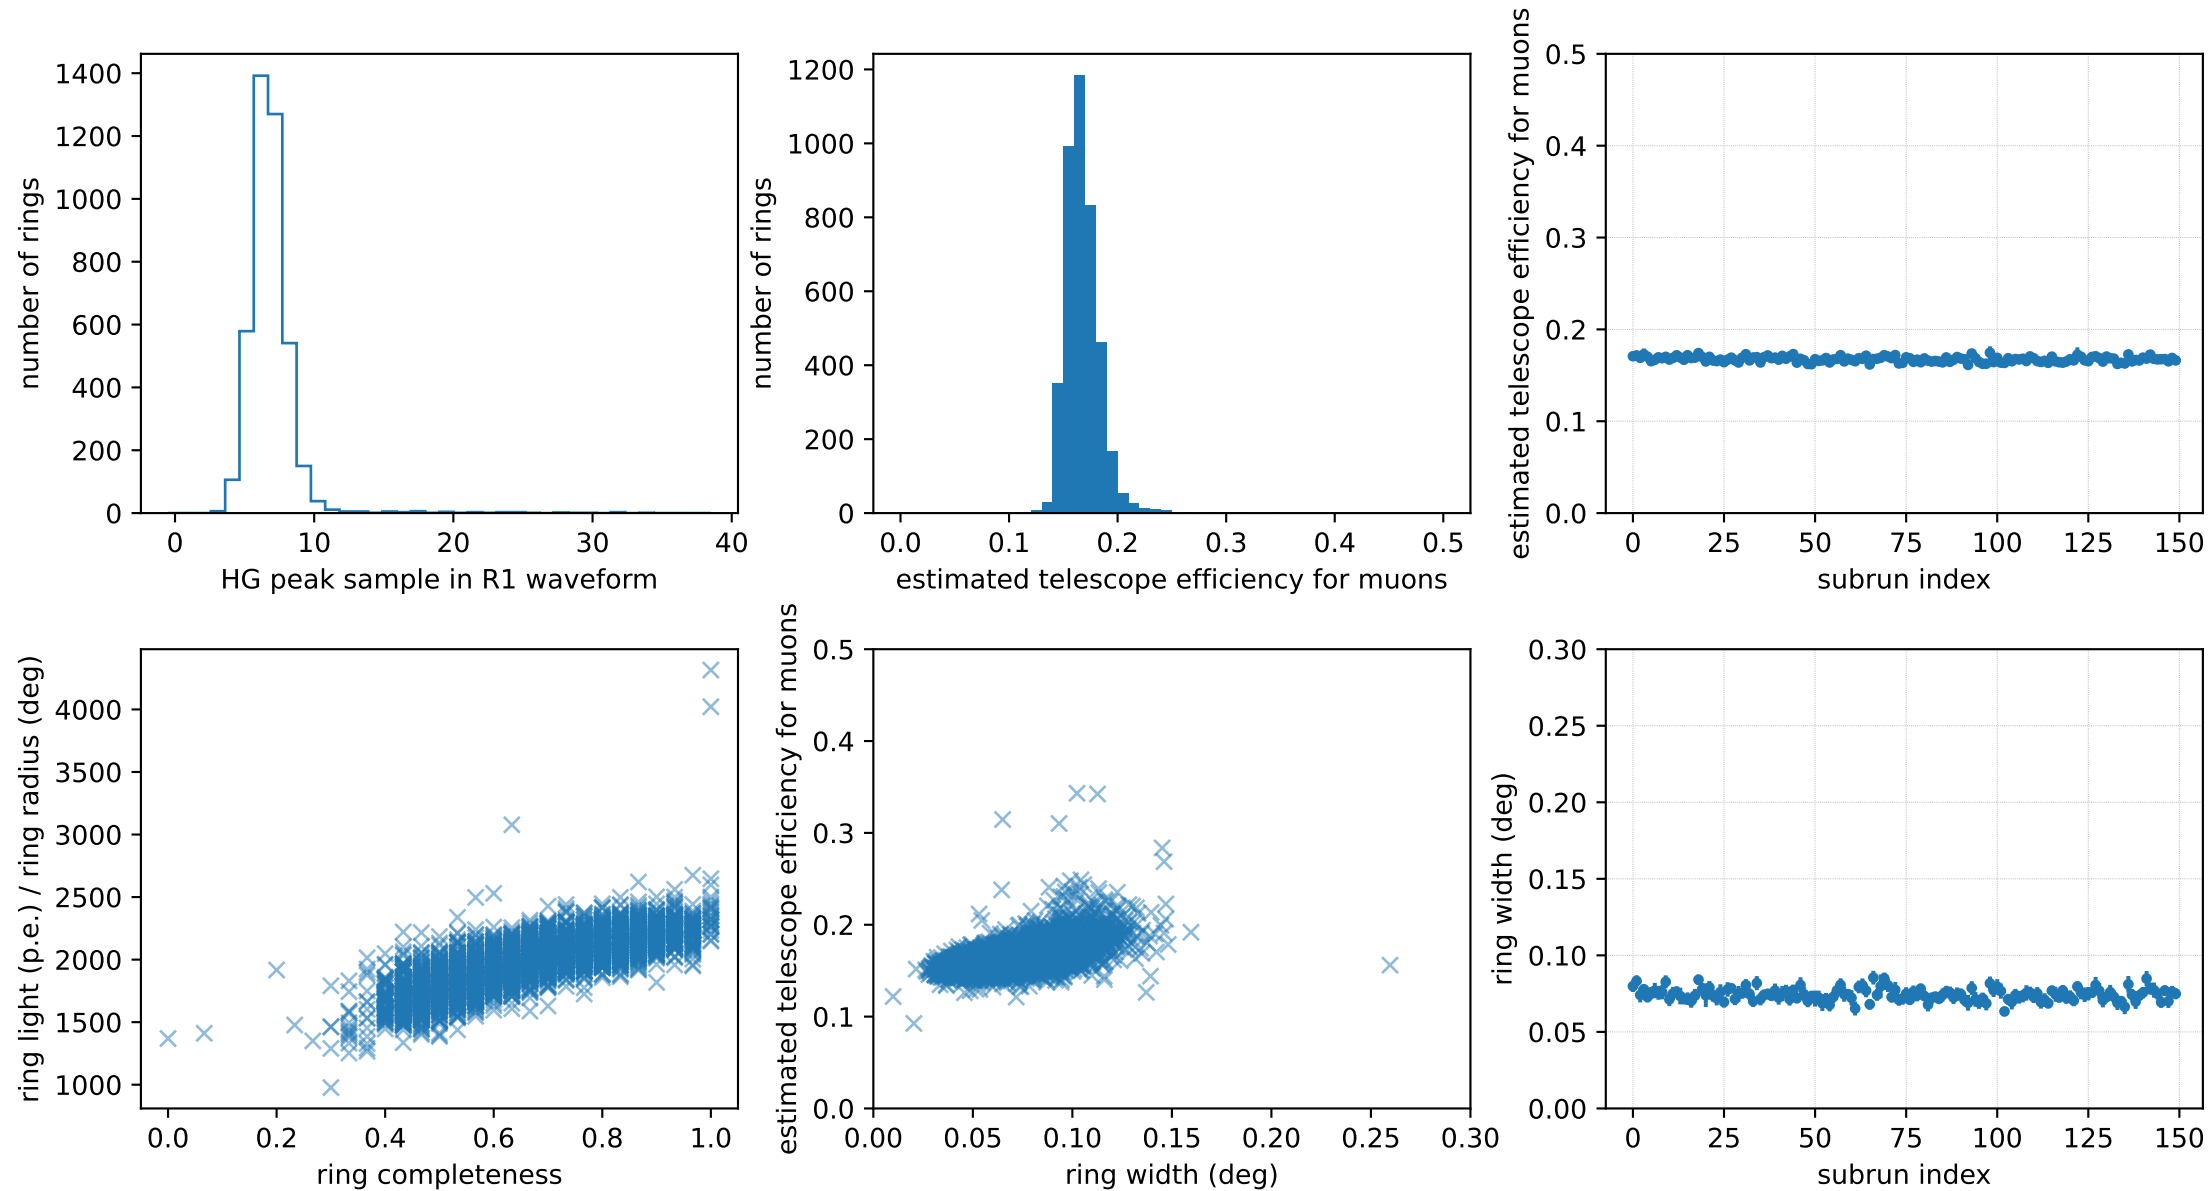 1400
1200
1000
800
600
400
200
0
number of rings
0 10 20 30 40
HG peak sample in R1 waveform
1200
1000
800
600
400
200
0
number of rings
0.0 0.1 0.2 0.3 0.4 0.5
estimated telescope efficiency for muons
0.5
0.4
0.3
0.2
0.1
0.0
estimated telescope efficiency for muons
0 25 50 75 100 125 150
subrun index
4000
3500
3000
2500
2000
1500
1000
ring light (p.e.) / ring radius (deg)
0.0 0.2 0.4 0.6 0.8 1.0
ring completeness
0.5
0.4
0.3
0.2
0.1
0.0
estimated telescope efficiency for muons
0.00 0.05 0.10 0.15 0.20 0.25 0.30
ring width (deg)
0.30
0.25
0.20
0.15
0.10
0.05
0.00
ring width (deg)
0 25 50 75 100 125 150
subrun index